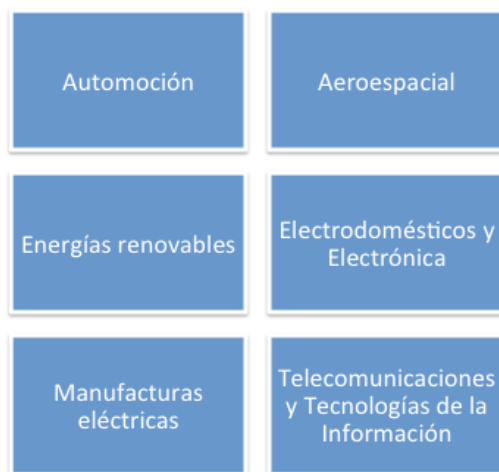 Automoción
Aeroespacial
Energías renovables
Electrodomésticos y
Electrónica
Manufacturas
eléctricas
Telecomunicaciones
y Tecnologías de la
Información